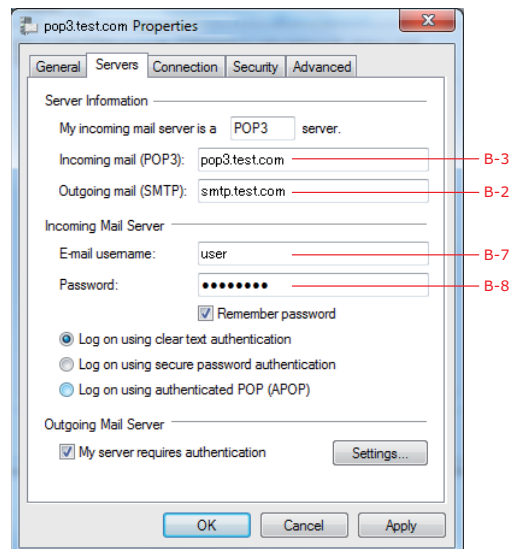 pop3.test.com Properties
General Servers Connection Security Advanced
Server Information
My incoming mail server is a POP3 server.
Incoming mail (POP3): pop3.test.com B-3
Outgoing mail (SMTP): smtp.test.com B-2
Incoming Mail Server
E-mail username: user B-7
Password: ●●●●●●●● B-8
Remember password
Log on using clear text authentication
Log on using secure password authentication
Log on using authenticated POP (APOP)
Outgoing Mail Server
My server requires authentication Settings...
OK Cancel Apply